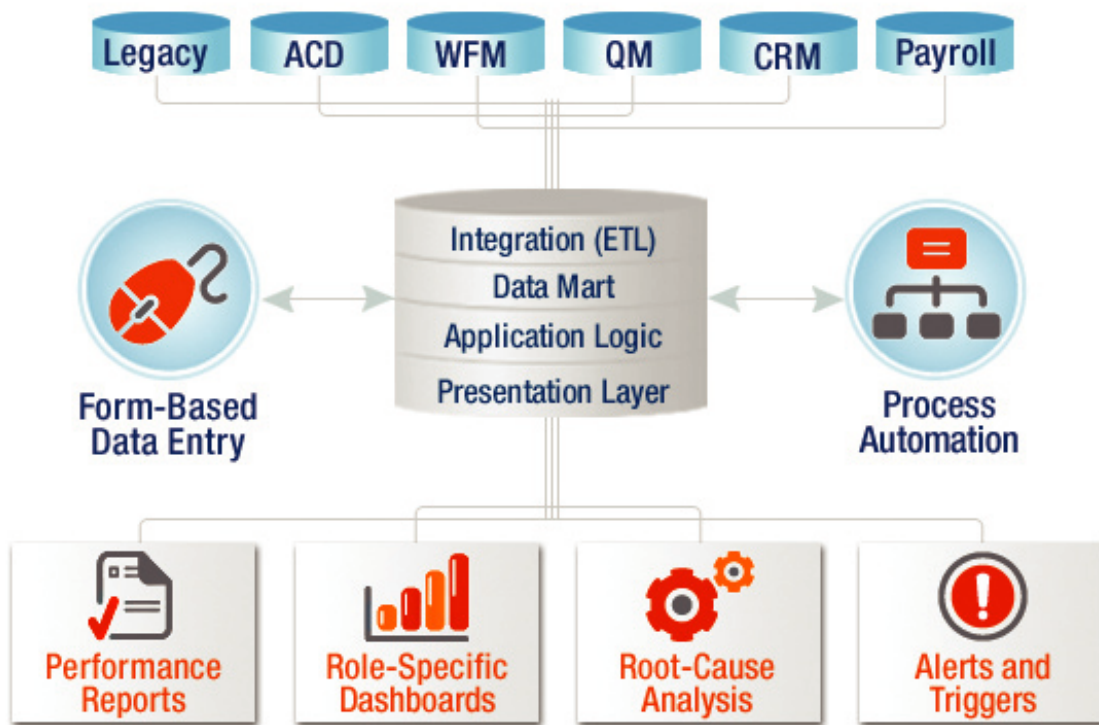 Legacy
ACD
WFM
QM
CRM
Payroll
Integration (ETL)
Data Mart
Application Logic
Presentation Layer
Form-Based
Data Entry
Process
Automation
Performance
Reports
Role-Specific
Dashboards
Root-Cause
Analysis
Alerts and
Triggers